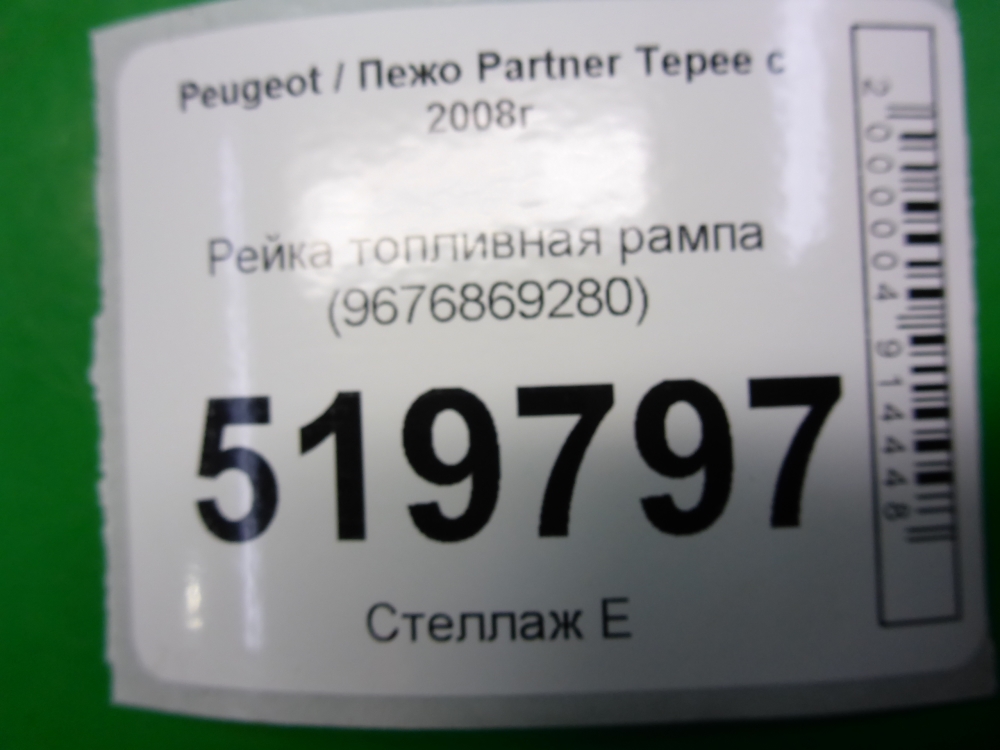 Peugeot / Пежо Partner Tepee с
2008г
Рейка топливная рампа
(9676869280)
519797
Стеллаж Е
2000004914448